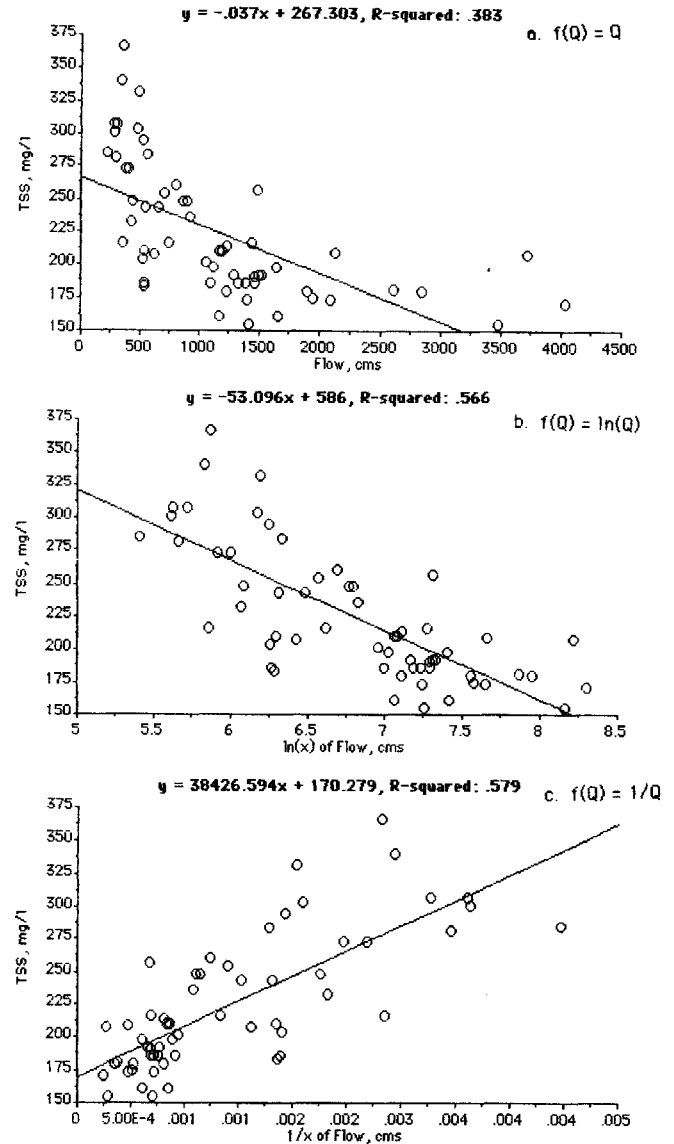 y = -.037x + 267.303, R-squared: .383
a. f(Q) = Q
375
350
325
300
275
250
225
200
175
150
TSS, mg/l
0 500 1000 1500 2000 2500 3000 3500 4000 4500
Flow, cms
y = -53.096x + 586, R-squared: .566
b. f(Q) = ln(Q)
375
350
325
300
275
250
225
200
175
150
TSS, mg/l
5 5.5 6 6.5 7 7.5 8 8.5
ln(x) of Flow, cms
y = 38426.594x + 170.279, R-squared: .579
c. f(Q) = 1/Q
375
350
325
300
275
250
225
200
175
150
TSS, mg/l
0 5.00E-4 .001 .001 .002 .002 .003 .003 .004 .004 .005
1/x of Flow, cms